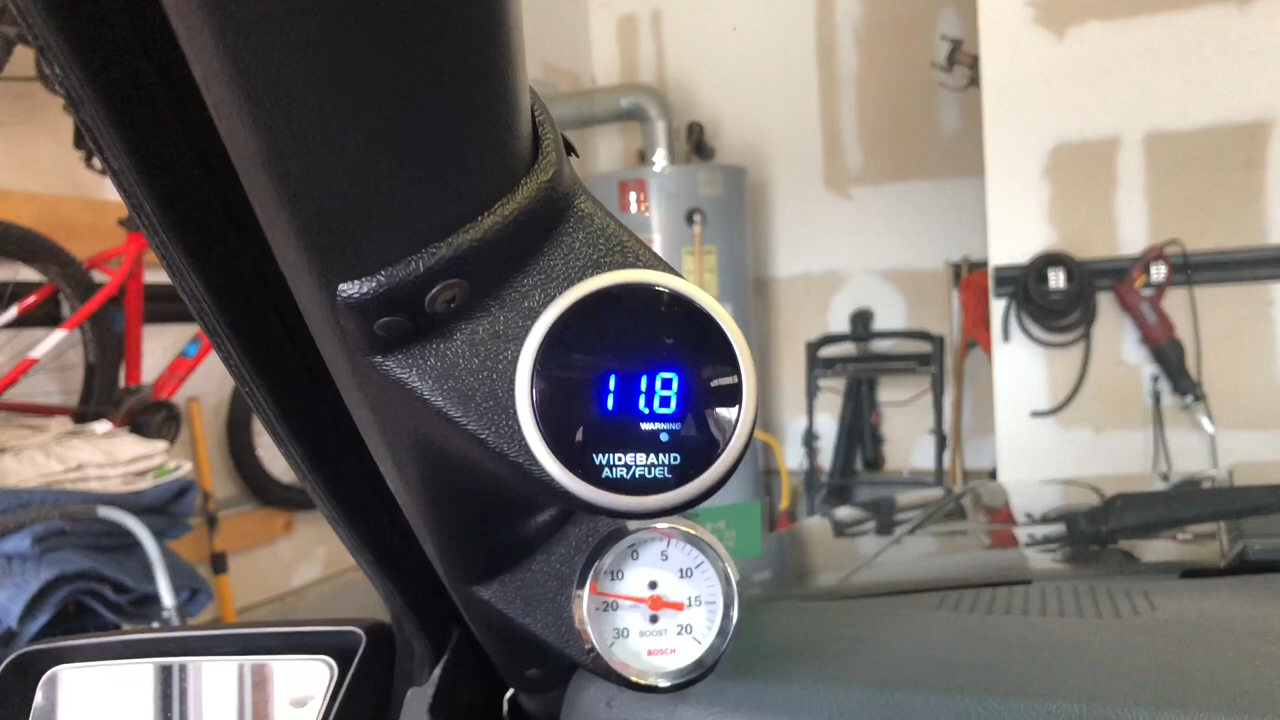 11.8
WARNING
WIDEBAND
AIR/FUEL
0 5
10 10
20 15
30 BOOST 20
BOSCH